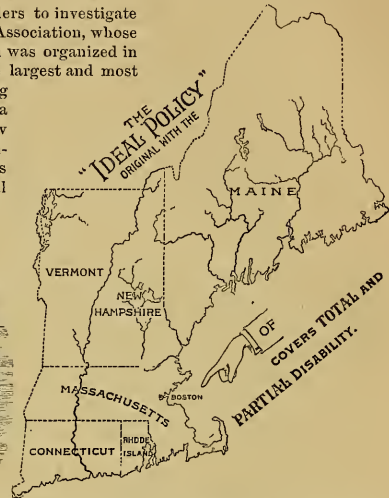 ers to investigate
Association, whose
was organized in
largest and most
THE
"IDEAL POLICY"
ORIGINAL WITH THE
MAINE
VERMONT
NEW
HAMPSHIRE
OF
COVERS TOTAL AND
PARTIAL DISABILITY.
MASSACHUSETTS
BOSTON
CONNECTICUT
RHODE
ISLAND